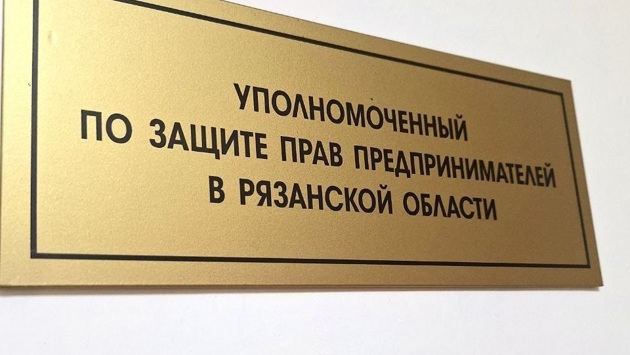 УПОЛНОМОЧЕННЫЙ
ПО ЗАЩИТЕ ПРАВ ПРЕДПРИНИМАТЕЛЕЙ
В РЯЗАНСКОЙ ОБЛАСТИ